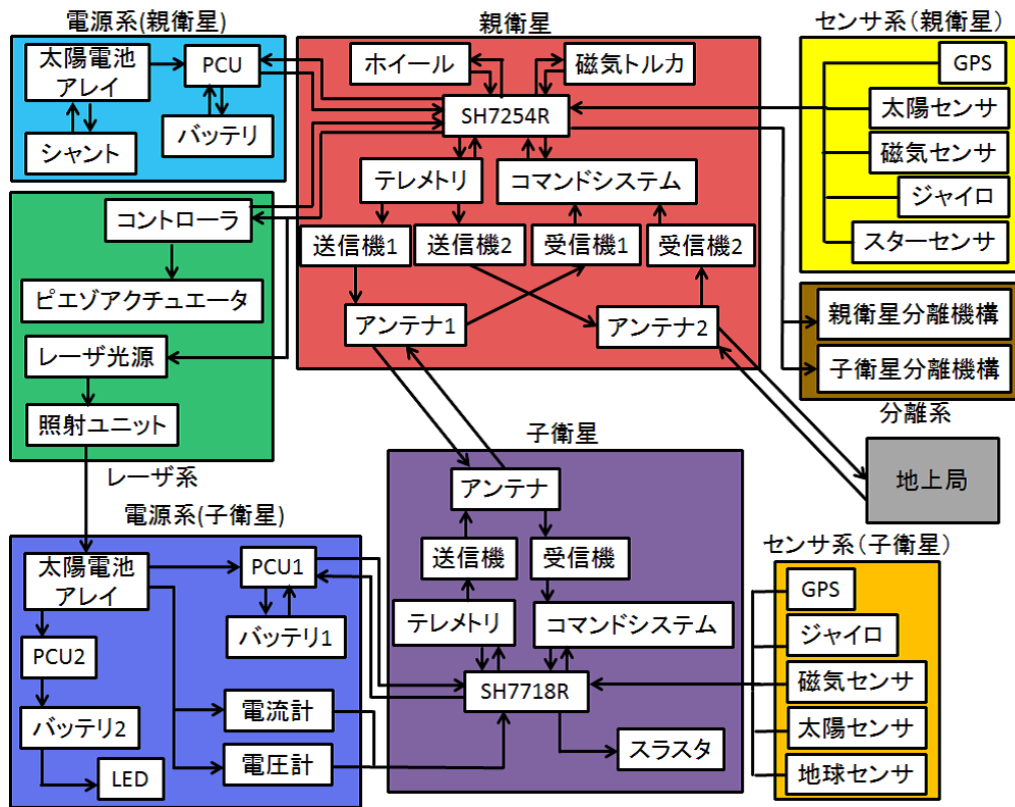 電源系(親衛星)
太陽電池
アレイ
PCU
シャント
バッテリ
親衛星
ホイール
磁気トルカ
SH7254R
テレメトリ
コマンドシステム
送信機1
送信機2
受信機1
受信機2
アンテナ1
アンテナ2
センサ系(親衛星)
GPS
太陽センサ
磁気センサ
ジャイロ
スターセンサ
コントローラ
ピエゾアクチュエータ
レーザ光源
照射ユニット
レーザ系
親衛星分離機構
子衛星分離機構
分離系
地上局
電源系(子衛星)
太陽電池
アレイ
PCU1
バッテリ1
PCU2
バッテリ2
LED
電流計
電圧計
子衛星
アンテナ
送信機
受信機
テレメトリ
コマンドシステム
SH7718R
スラスタ
センサ系(子衛星)
GPS
ジャイロ
磁気センサ
太陽センサ
地球センサ